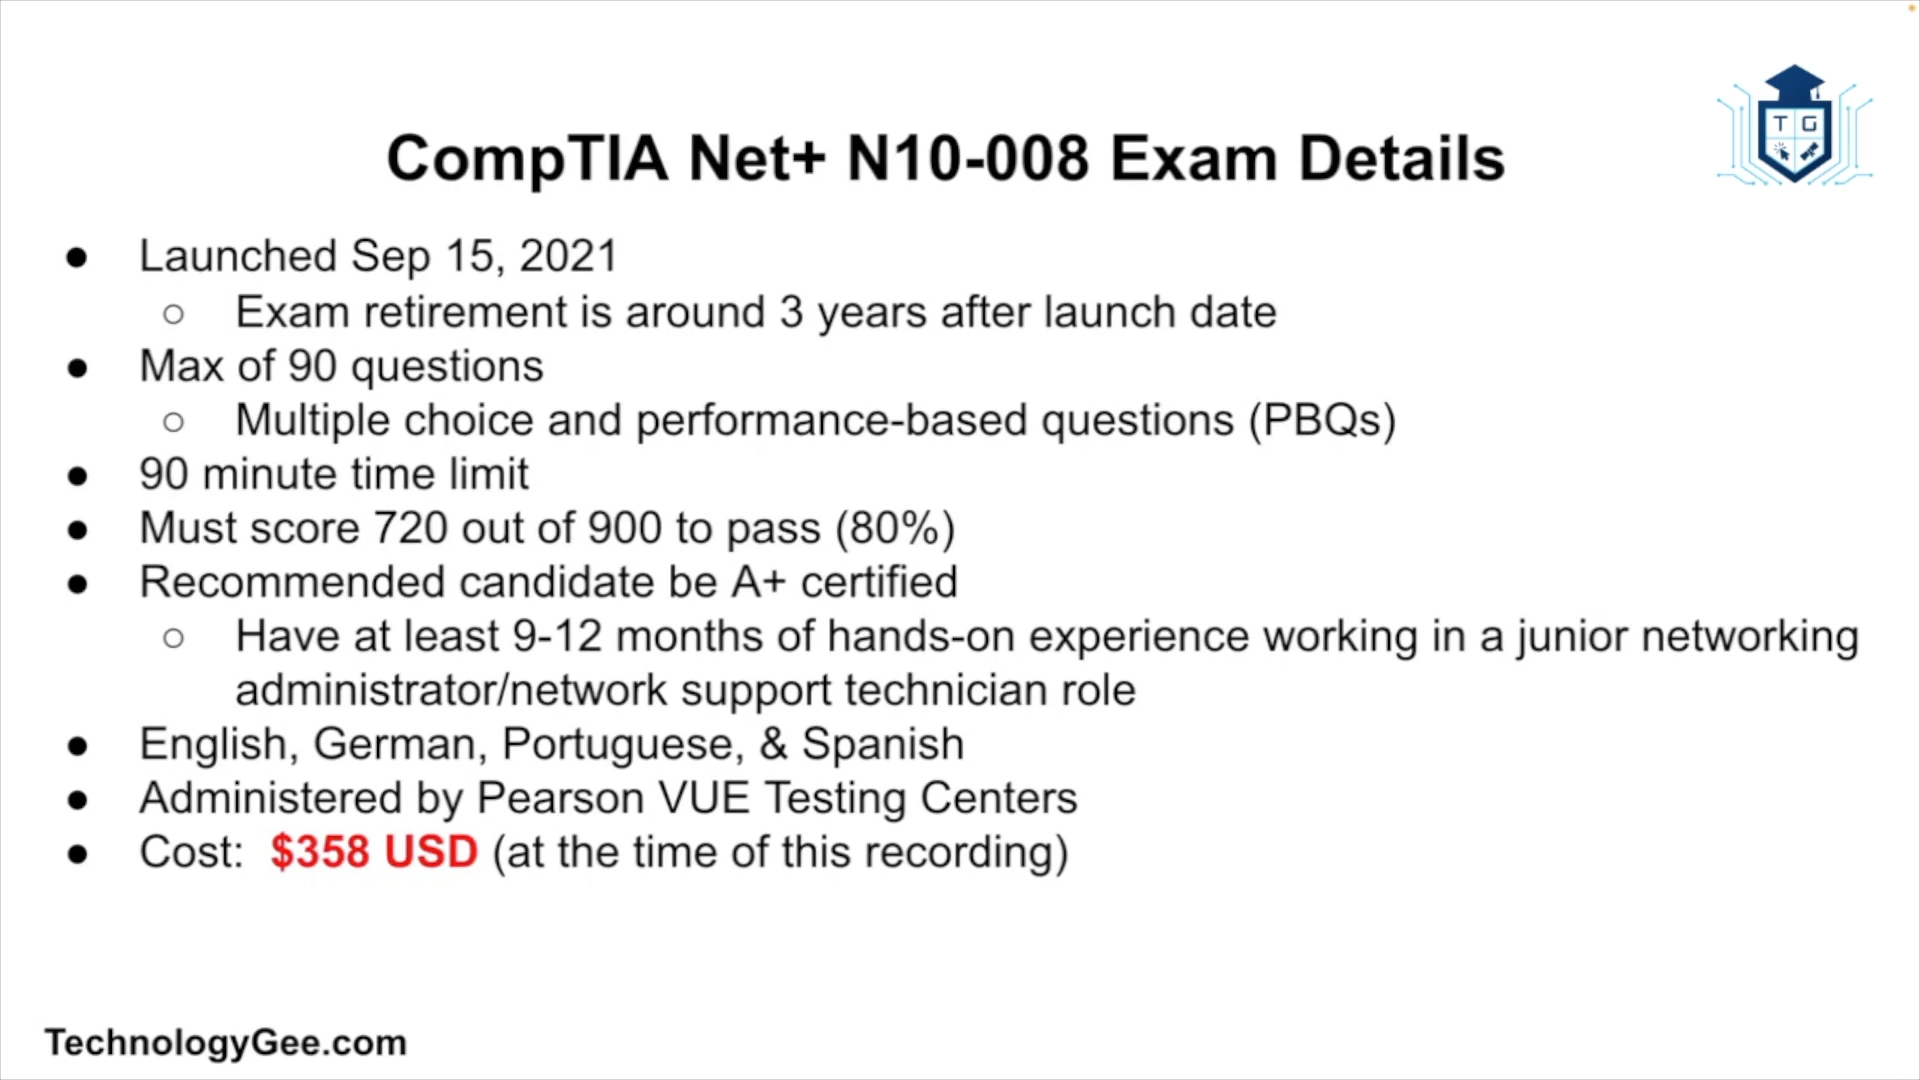 T G
CompTIA Net+ N10-008 Exam Details
● Launched Sep 15, 2021
○ Exam retirement is around 3 years after launch date
● Max of 90 questions
○ Multiple choice and performance-based questions (PBQs)
● 90 minute time limit
● Must score 720 out of 900 to pass (80%)
● Recommended candidate be A+ certified
○ Have at least 9-12 months of hands-on experience working in a junior networking
administrator/network support technician role
● English, German, Portuguese, & Spanish
● Administered by Pearson VUE Testing Centers
● Cost: $358 USD (at the time of this recording)
TechnologyGee.com